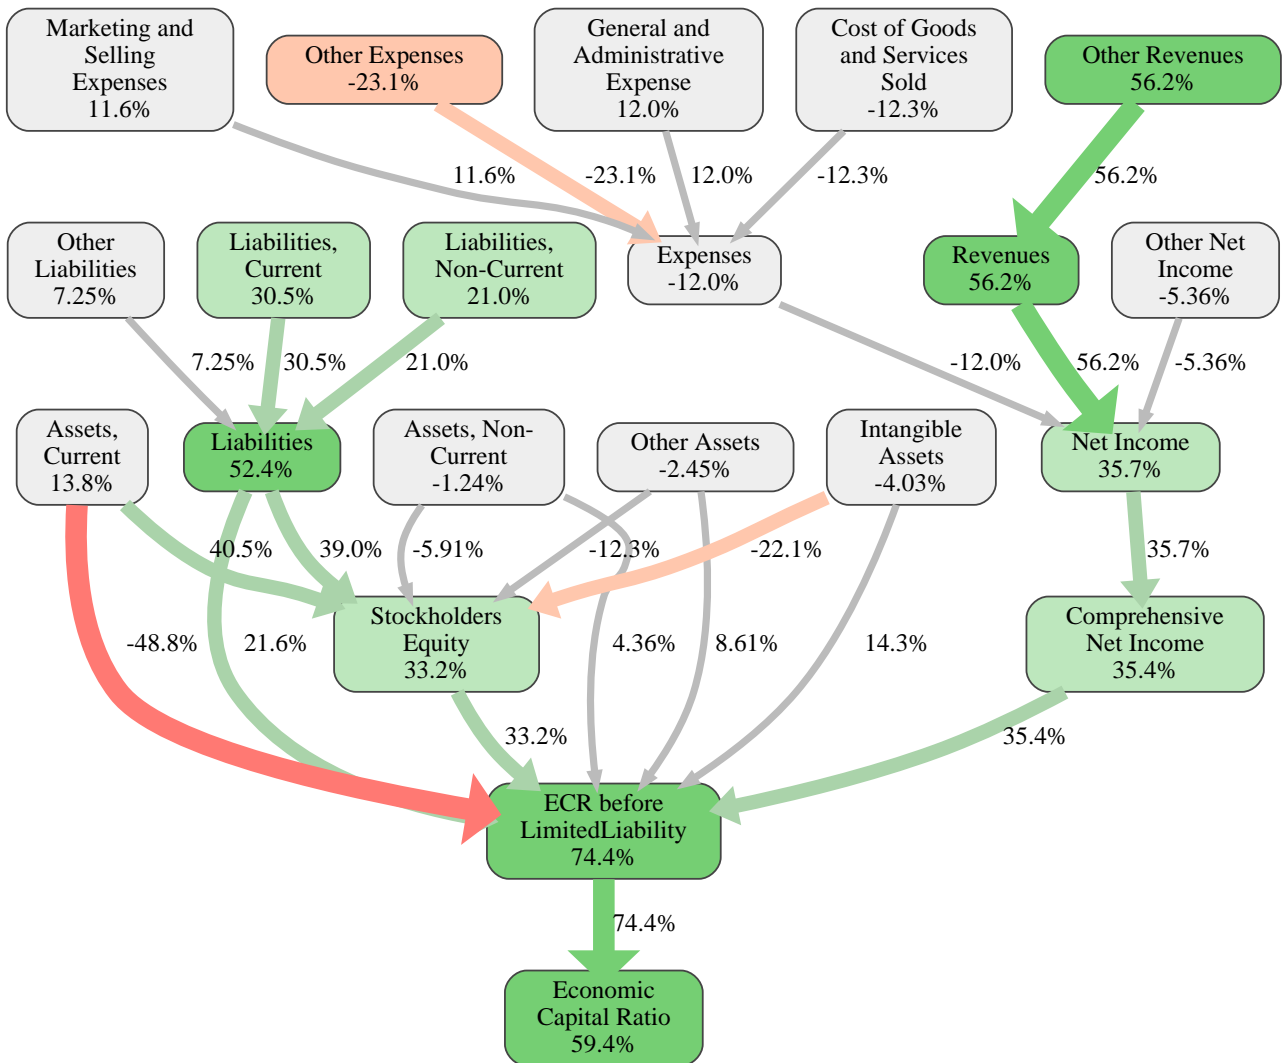 Marketing and
Selling
Expenses
11.6%
Other Expenses
-23.1%
General and
Administrative
Expense
12.0%
Cost of Goods
and Services
Sold
-12.3%
Other Revenues
56.2%
11.6%
-23.1%
12.0%
-12.3%
56.2%
Other
Liabilities
7.25%
Liabilities,
Current
30.5%
Liabilities,
Non-Current
21.0%
Expenses
-12.0%
Revenues
56.2%
Other Net
Income
-5.36%
7.25%
30.5%
21.0%
-12.0%
56.2%
-5.36%
Assets,
Current
13.8%
Liabilities
52.4%
Assets, Non-
Current
-1.24%
Other Assets
-2.45%
Intangible
Assets
-4.03%
Net Income
35.7%
40.5%
39.0%
-5.91%
-12.3%
-22.1%
35.7%
Stockholders
Equity
33.2%
Comprehensive
Net Income
35.4%
-48.8%
21.6%
4.36%
8.61%
14.3%
33.2%
35.4%
ECR before
LimitedLiability
74.4%
74.4%
Economic
Capital Ratio
59.4%